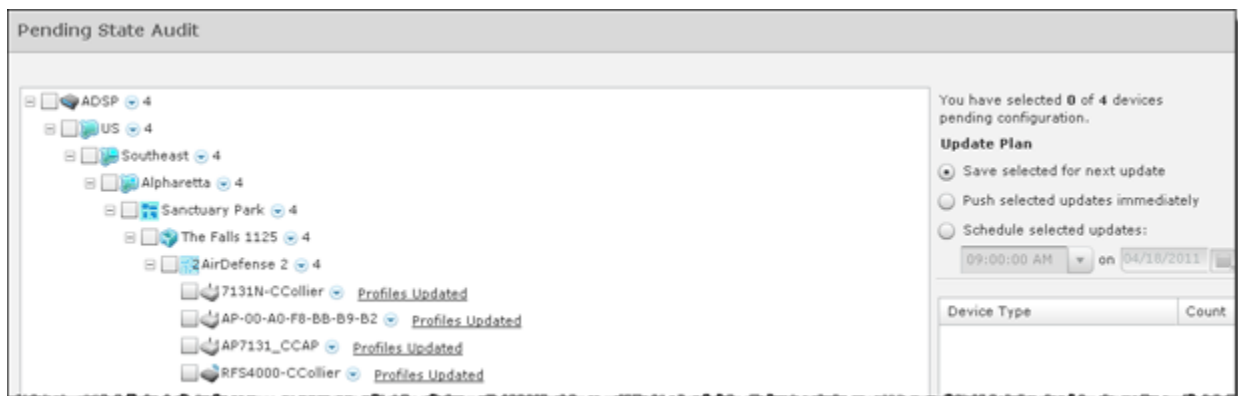 Pending State Audit
ADSP 4
US 4
Southeast 4
Alpharetta 4
Sanctuary Park 4
The Falls 1125 4
AirDefense 2 4
7131N-CCollier Profiles Updated
AP-00-A0-F8-BB-B9-B2 Profiles Updated
AP7131_CCAP Profiles Updated
RFS4000-CCollier Profiles Updated
You have selected 0 of 4 devices
pending configuration.
Update Plan
Save selected for next update
Push selected updates immediately
Schedule selected updates:
09:00:00 AM on 04/18/2011
Device Type Count